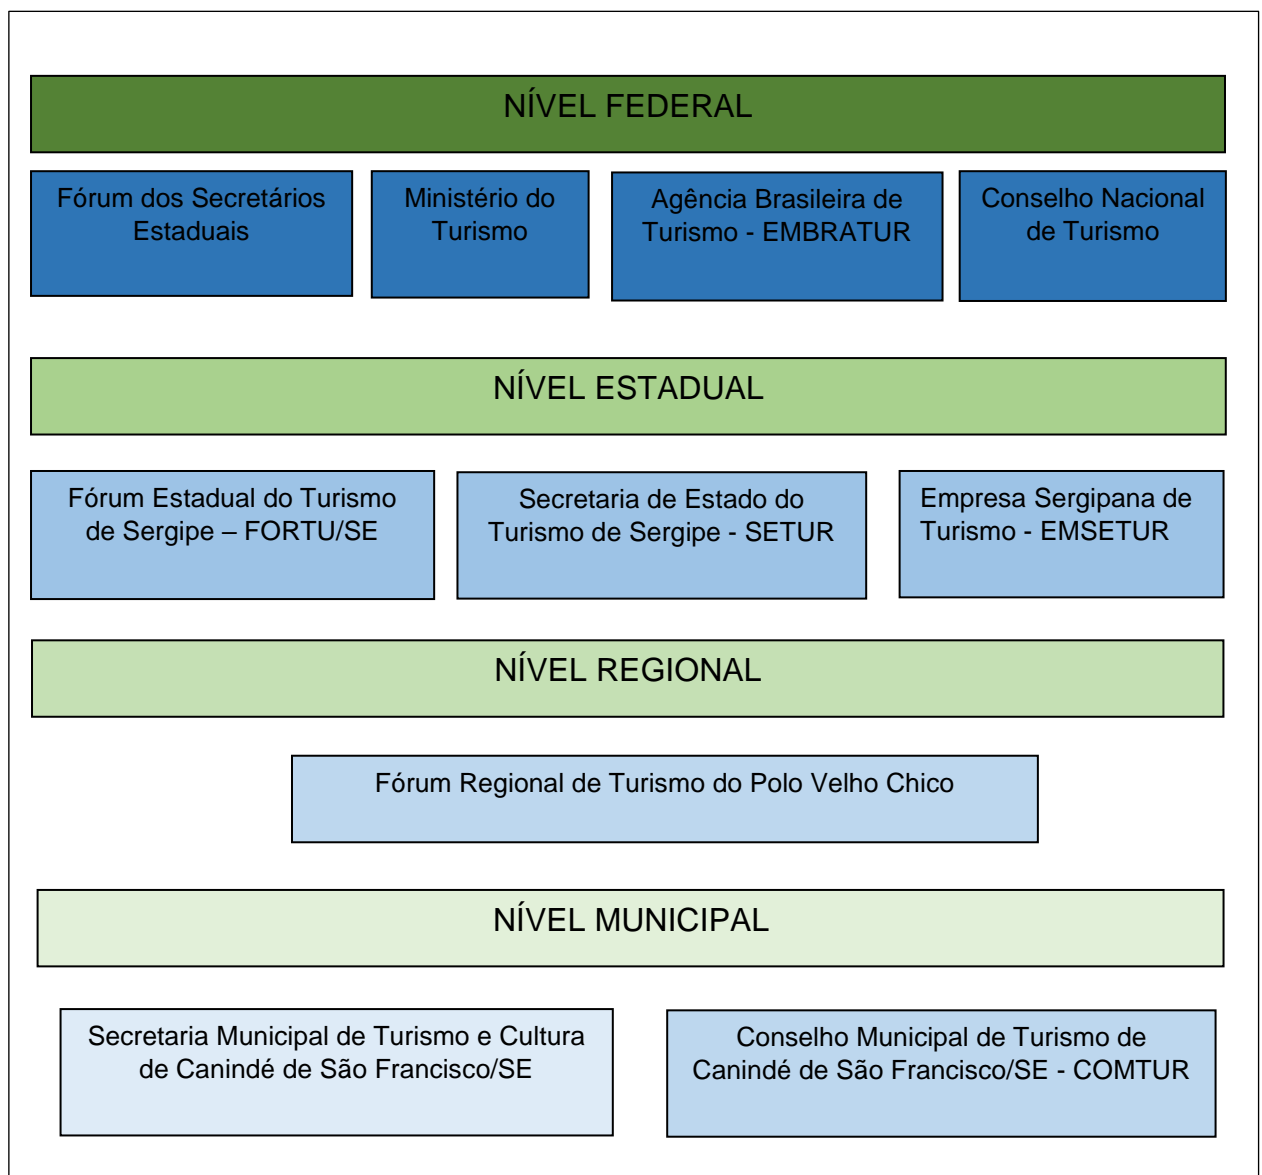 NÍVEL FEDERAL
Fórum dos Secretários
Estaduais
Ministério do
Turismo
Agência Brasileira de
Turismo - EMBRATUR
Conselho Nacional
de Turismo
NÍVEL ESTADUAL
Fórum Estadual do Turismo
de Sergipe – FORTU/SE
Secretaria de Estado do
Turismo de Sergipe - SETUR
Empresa Sergipana de
Turismo - EMSETUR
NÍVEL REGIONAL
Fórum Regional de Turismo do Polo Velho Chico
NÍVEL MUNICIPAL
Secretaria Municipal de Turismo e Cultura
de Canindé de São Francisco/SE
Conselho Municipal de Turismo de
Canindé de São Francisco/SE - COMTUR